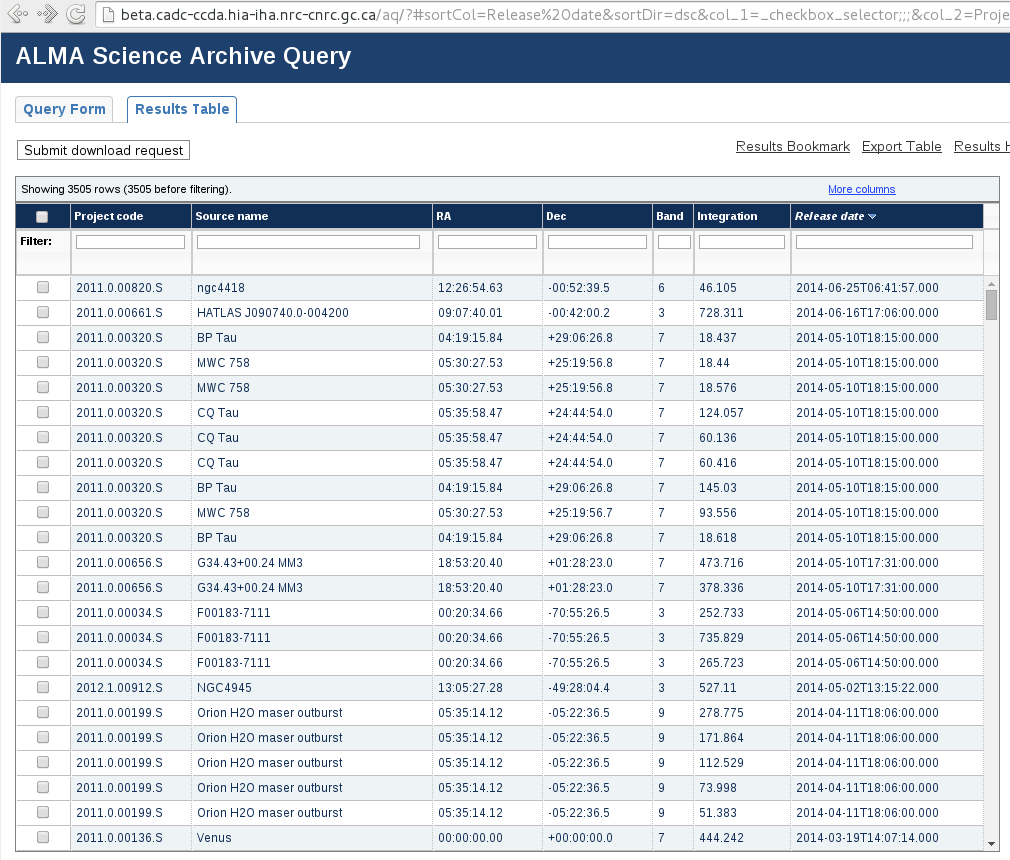 beta.cadc-ccda.hia-iha.nrc-cnrc.gc.ca/aq/?#sortCol=Release%20date&sortDir=dsc&col_1=_checkbox_selector;;;&col_2=Proje
ALMA Science Archive Query
Query Form Results Table
Submit download request Results Bookmark Export Table Results H
Showing 3505 rows (3505 before filtering). More columns
Project code Source name RA Dec Band Integration Release date
Filter:
2011.0.00820.S ngc4418 12:26:54.63 -00:52:39.5 6 46.105 2014-06-25T06:41:57.000
2011.0.00661.S HATLAS J090740.0-004200 09:07:40.01 -00:42:00.2 3 728.311 2014-06-16T17:06:00.000
2011.0.00320.S BP Tau 04:19:15.84 +29:06:26.8 7 18.437 2014-05-10T18:15:00.000
2011.0.00320.S MWC 758 05:30:27.53 +25:19:56.8 7 18.44 2014-05-10T18:15:00.000
2011.0.00320.S MWC 758 05:30:27.53 +25:19:56.8 7 18.576 2014-05-10T18:15:00.000
2011.0.00320.S CQ Tau 05:35:58.47 +24:44:54.0 7 124.057 2014-05-10T18:15:00.000
2011.0.00320.S CQ Tau 05:35:58.47 +24:44:54.0 7 60.136 2014-05-10T18:15:00.000
2011.0.00320.S CQ Tau 05:35:58.47 +24:44:54.0 7 60.416 2014-05-10T18:15:00.000
2011.0.00320.S BP Tau 04:19:15.84 +29:06:26.8 7 145.03 2014-05-10T18:15:00.000
2011.0.00320.S MWC 758 05:30:27.53 +25:19:56.7 7 93.556 2014-05-10T18:15:00.000
2011.0.00320.S BP Tau 04:19:15.84 +29:06:26.8 7 18.618 2014-05-10T18:15:00.000
2011.0.00656.S G34.43+00.24 MM3 18:53:20.40 +01:28:23.0 7 473.716 2014-05-10T17:31:00.000
2011.0.00656.S G34.43+00.24 MM3 18:53:20.40 +01:28:23.0 7 378.336 2014-05-10T17:31:00.000
2011.0.00034.S F00183-7111 00:20:34.66 -70:55:26.5 3 252.733 2014-05-06T14:50:00.000
2011.0.00034.S F00183-7111 00:20:34.66 -70:55:26.5 3 735.829 2014-05-06T14:50:00.000
2011.0.00034.S F00183-7111 00:20:34.66 -70:55:26.5 3 265.723 2014-05-06T14:50:00.000
2012.1.00912.S NGC4945 13:05:27.28 -49:28:04.4 3 527.11 2014-05-02T13:15:22.000
2011.0.00199.S Orion H2O maser outburst 05:35:14.12 -05:22:36.5 9 278.775 2014-04-11T18:06:00.000
2011.0.00199.S Orion H2O maser outburst 05:35:14.12 -05:22:36.5 9 171.864 2014-04-11T18:06:00.000
2011.0.00199.S Orion H2O maser outburst 05:35:14.12 -05:22:36.5 9 112.529 2014-04-11T18:06:00.000
2011.0.00199.S Orion H2O maser outburst 05:35:14.12 -05:22:36.5 9 73.998 2014-04-11T18:06:00.000
2011.0.00199.S Orion H2O maser outburst 05:35:14.12 -05:22:36.5 9 51.383 2014-04-11T18:06:00.000
2011.0.00136.S Venus 00:00:00.00 +00:00:00.0 7 444.242 2014-03-19T14:07:14.000